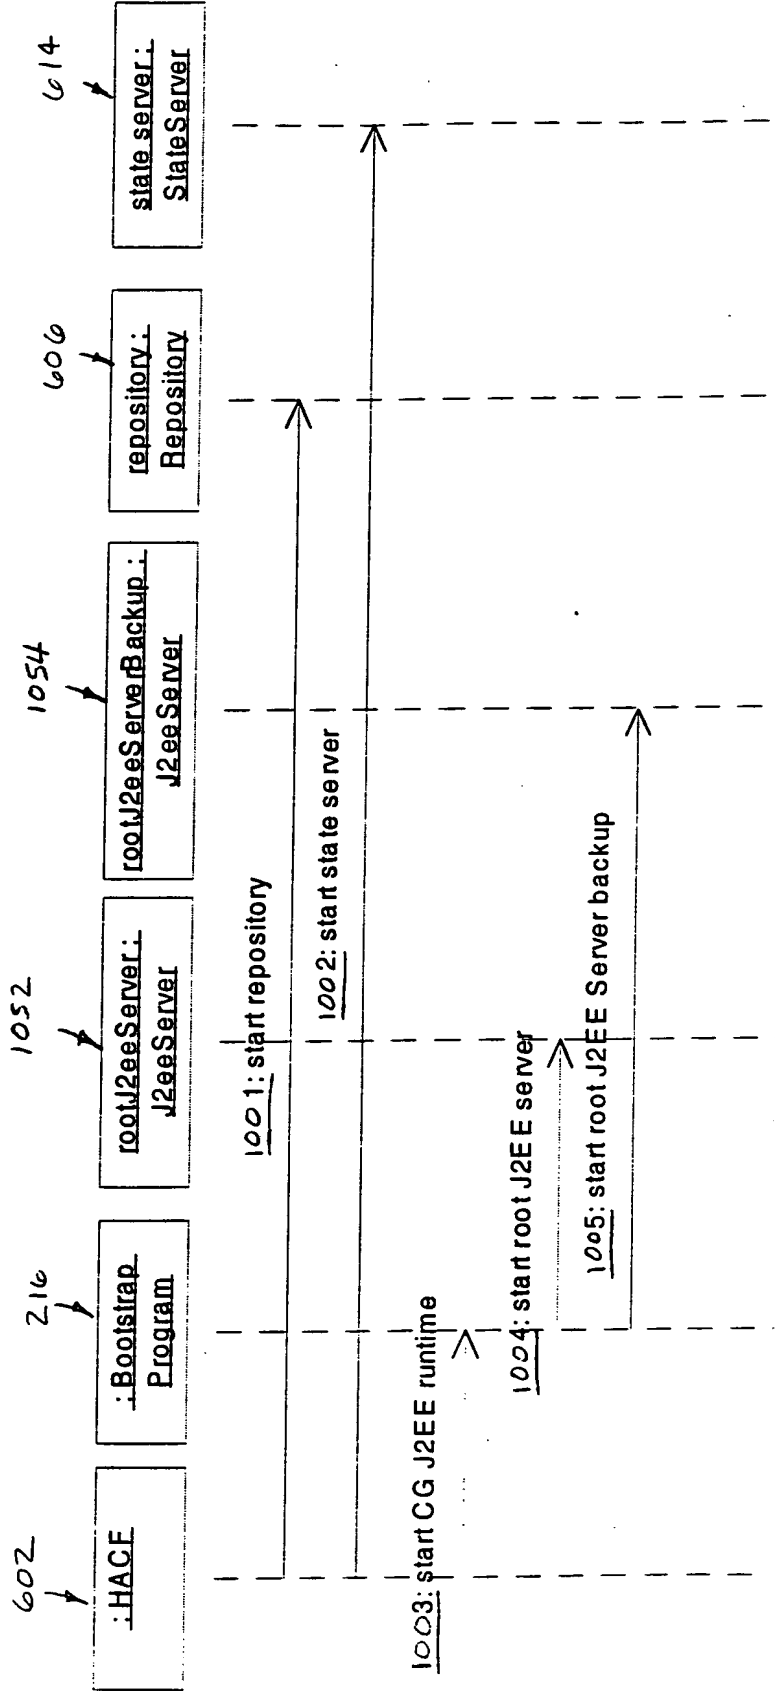 602
:HACF
216
:Bootstrap
Program
1052
rootJ2eeServer:
J2eeServer
1054
rootJ2eeServerBackup:
J2eeServer
606
repository:
Repository
614
state server:
StateServer
1001: start repository
1002: start state server
1003: start CG J2EE runtime
1004: start root J2EE server
1005: start root J2EE Server backup